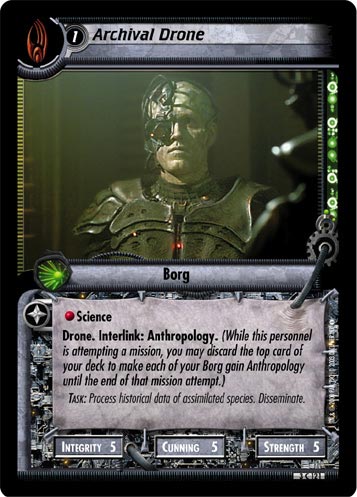 1 Archival Drone
Borg
Science
Drone. Interlink: Anthropology. (While this personnel
is attempting a mission, you may discard the top card of
your deck to make each of your Borg gain Anthropology
until the end of that mission attempt.)
TASK: Process historical data of assimilated species. Disseminate.
INTEGRITY 5 CUNNING 5 STRENGTH 5